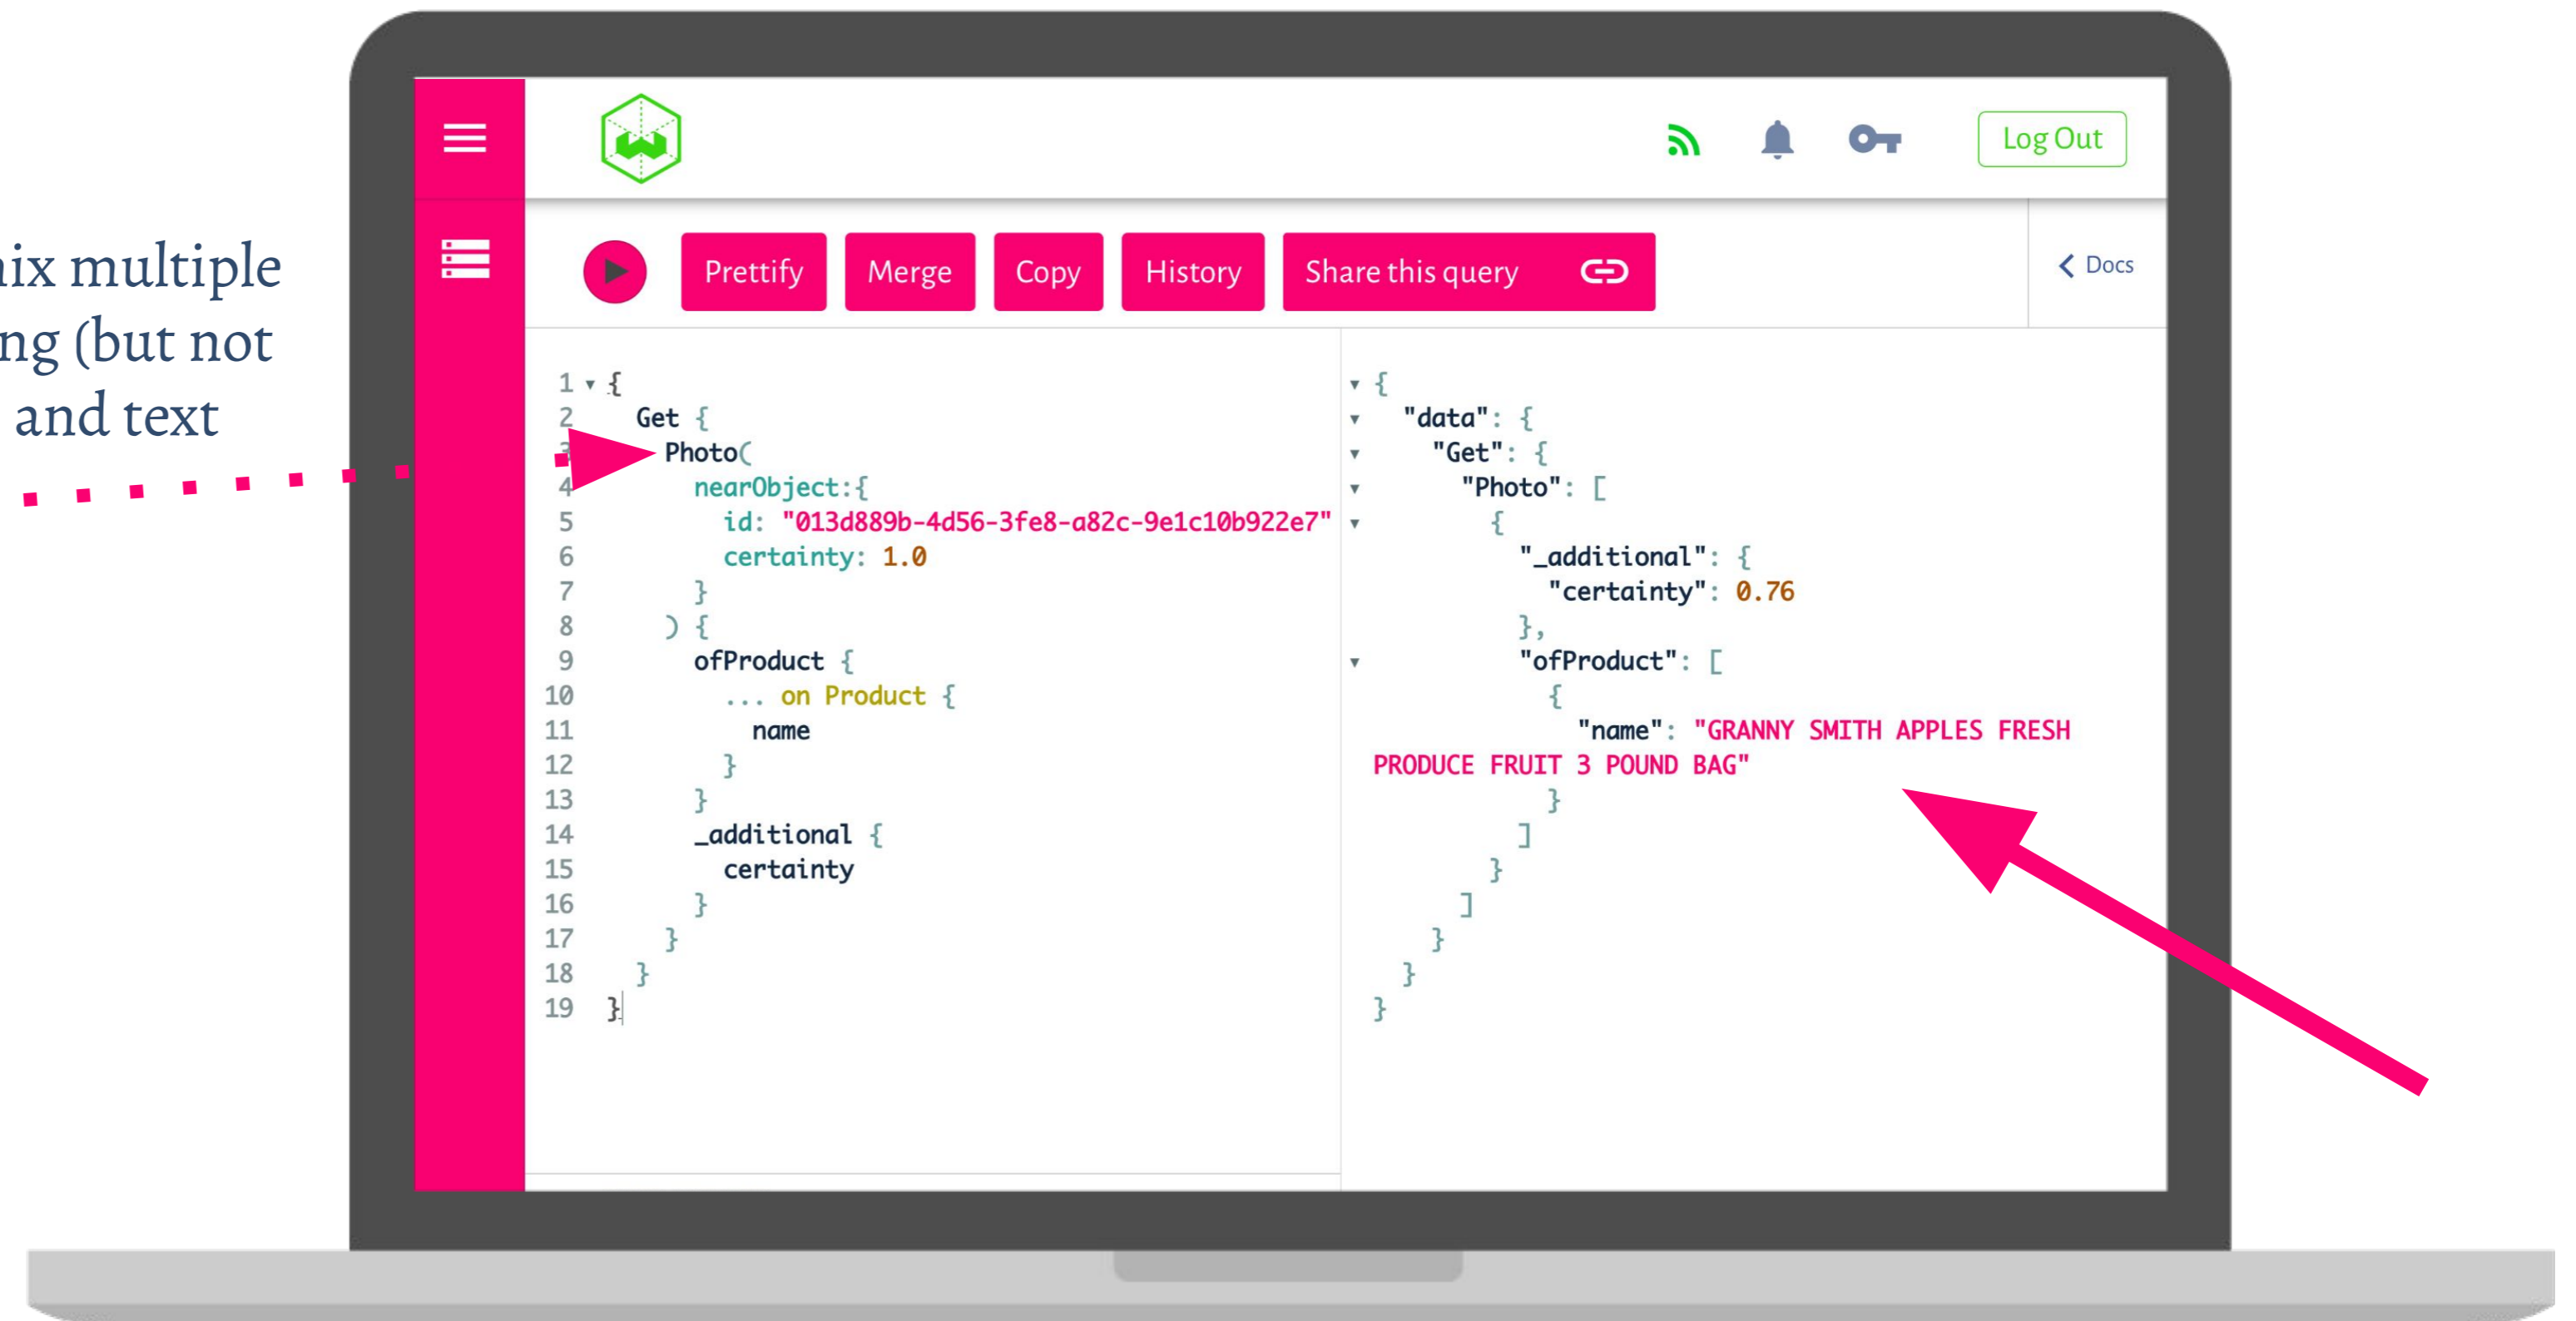 multiple
(but not
and text
Log Out
Prettify Merge Copy History Share this query
Docs
1 {
2 Get {
Photo(
4 nearObject:{
5 id: "013d889b-4d56-3fe8-a82c-9e1c10b922e7"
6 certainty: 1.0
7 }
8 ) {
9 ofProduct {
10 ... on Product {
11 name
12 }
13 }
14 _additional {
15 certainty
16 }
17 }
18 }
19 }
{
"data": {
"Get": {
"Photo": [
{
"_additional": {
"certainty": 0.76
},
"ofProduct": [
{
"name": "GRANNY SMITH APPLES FRESH
PRODUCE FRUIT 3 POUND BAG"
}
]
}
]
}
}
}